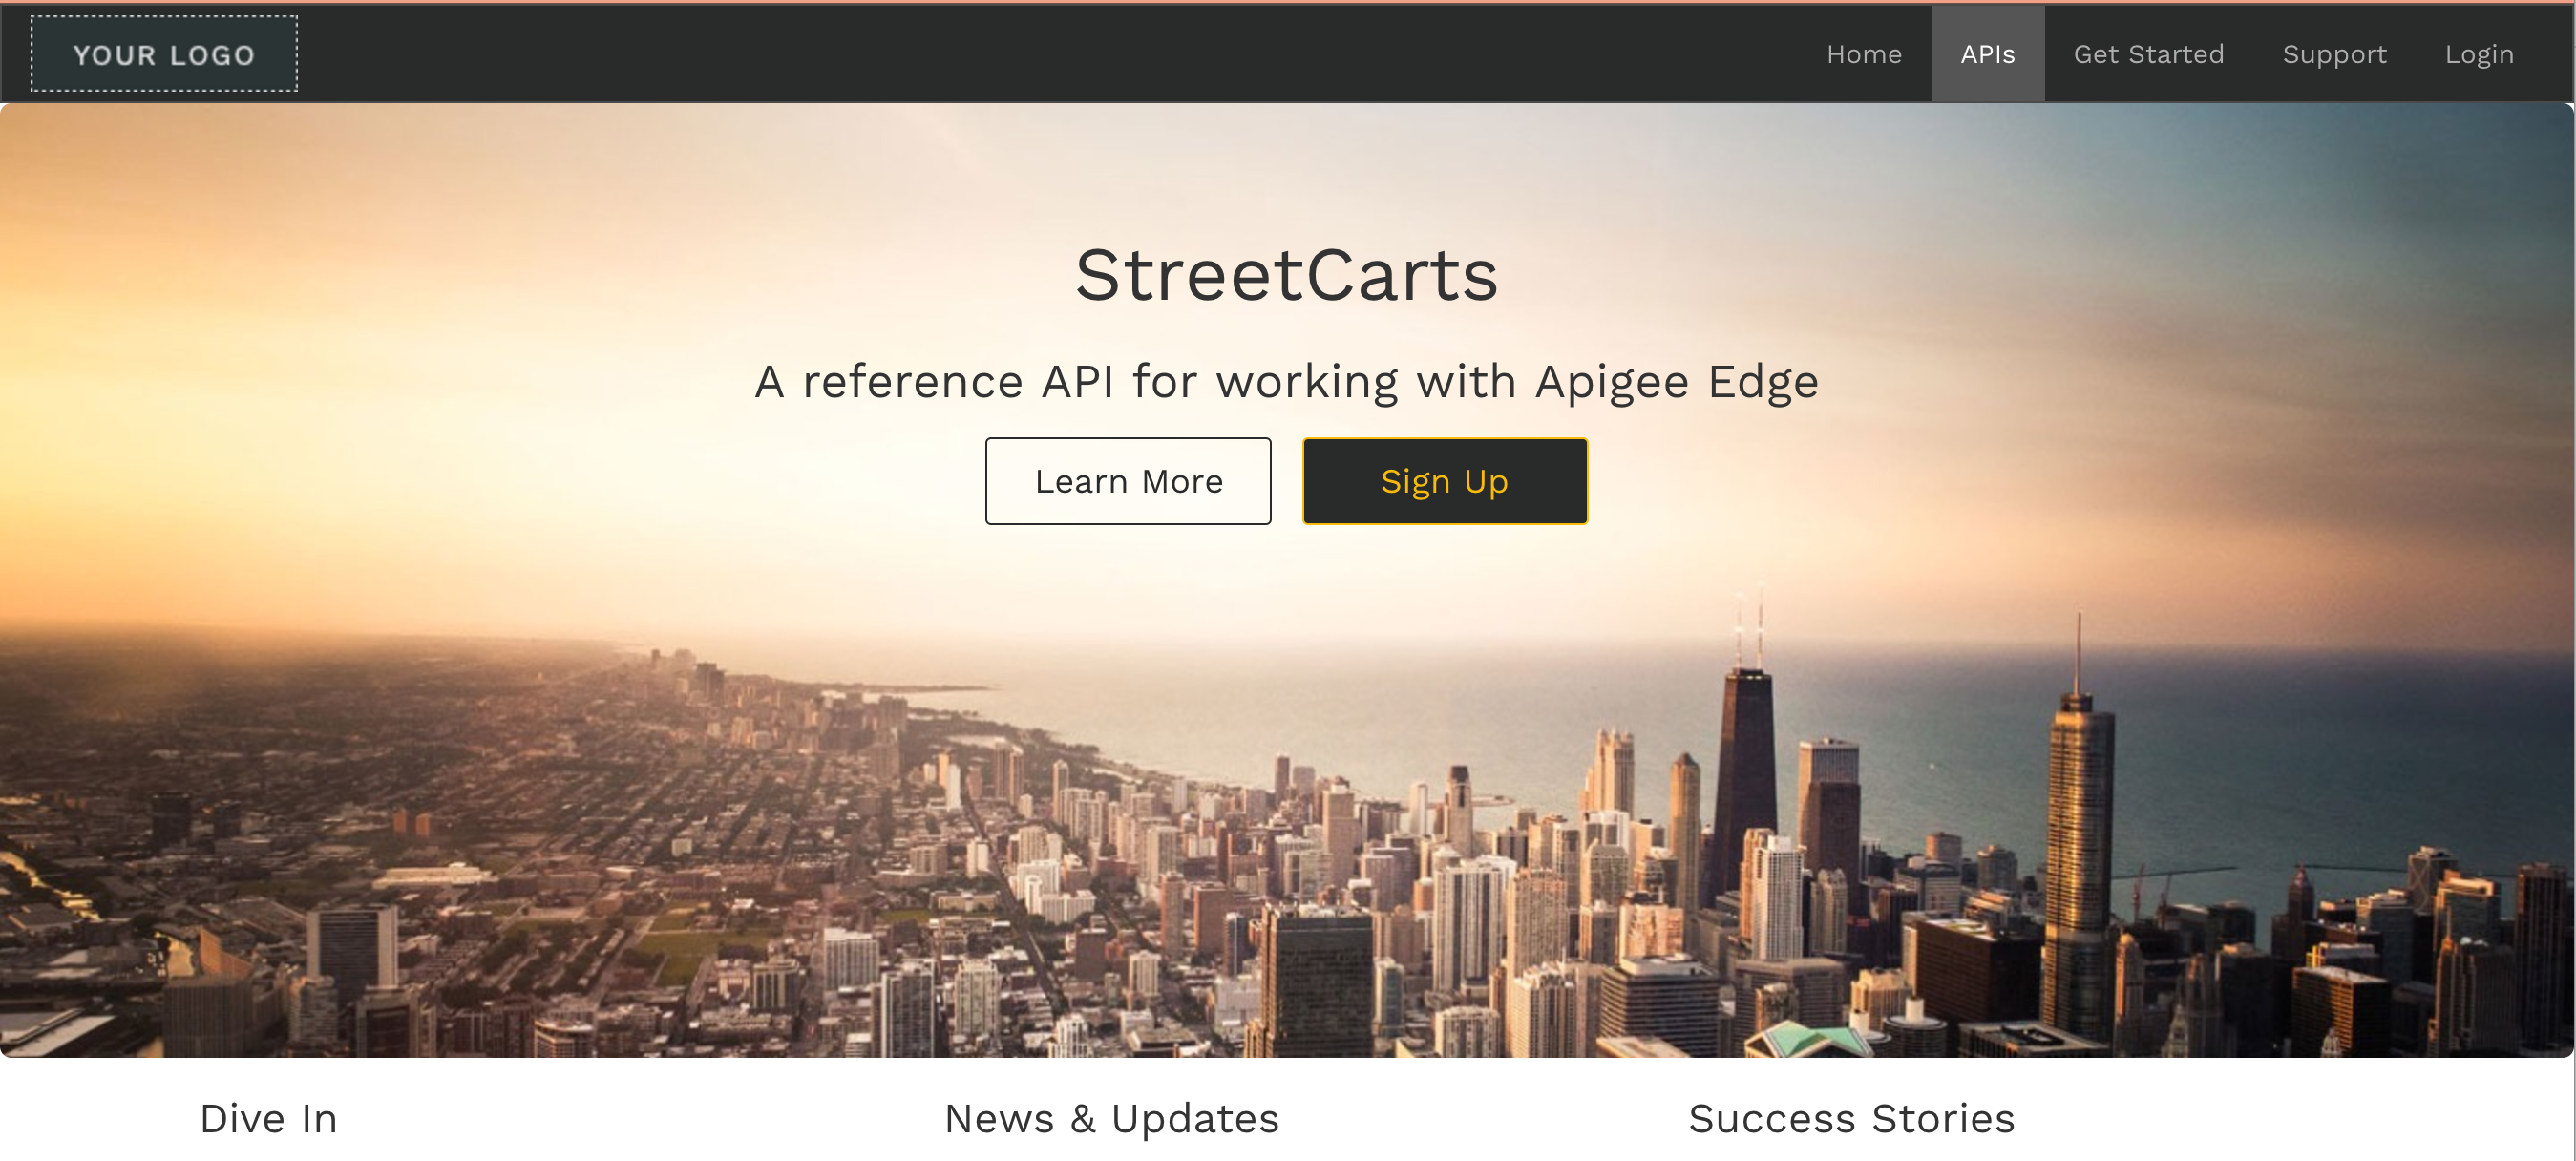 YOUR LOGO
Home APIs Get Started Support Login
StreetCarts
A reference API for working with Apigee Edge
Learn More Sign Up
Dive In News & Updates Success Stories